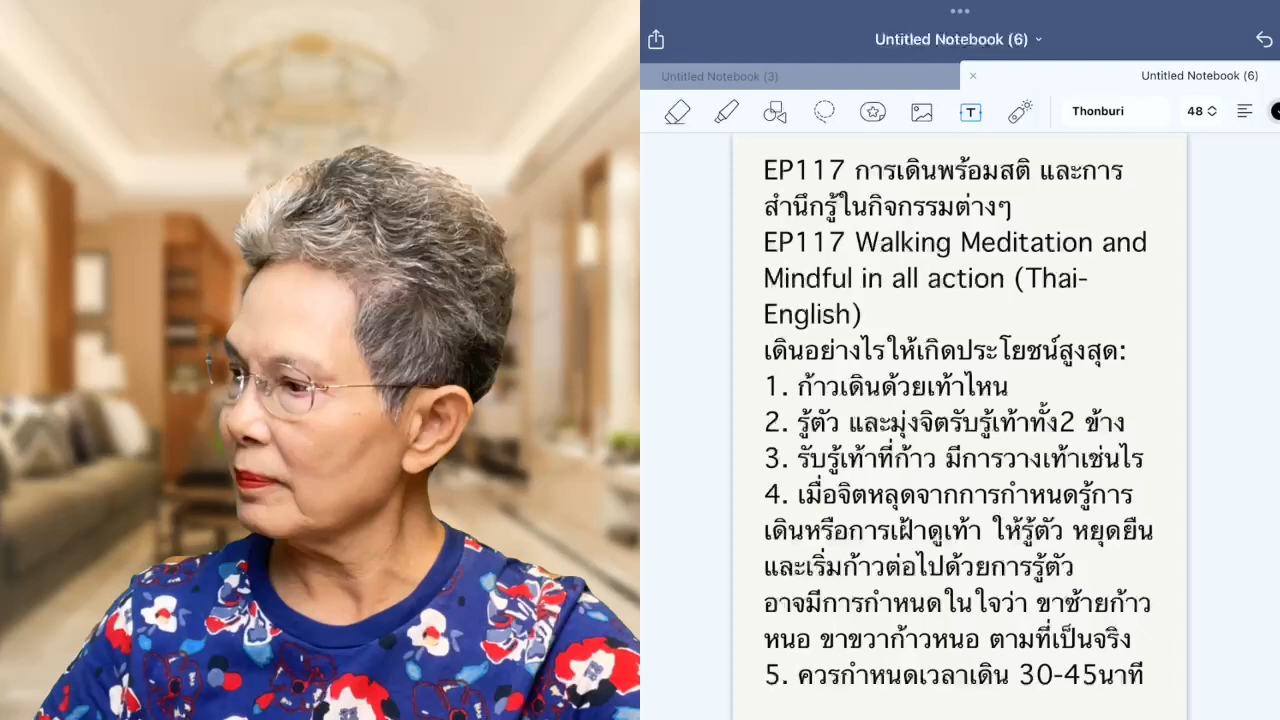 Untitled Notebook (6)
Untitled Notebook (3)
Untitled Notebook (6)
T
Thonburi
48
EP117 การเดินพร้อมสติ และการ
สำนึกรู้ในกิจกรรมต่างๆ
EP117 Walking Meditation and
Mindful in all action (Thai-
English)
เดินอย่างไรให้เกิดประโยชน์สูงสุด:
1. ก้าวเดินด้วยเท้าไหน
2. รู้ตัว และมุ่งจิตรับรู้เท้าทั้ง2 ข้าง
3. รับรู้เท้าที่ก้าว มีการวางเท้าเช่นไร
4. เมื่อจิตหลุดจากการกำหนดรู้การ
เดินหรือการเฝ้าดูเท้า ให้รู้ตัว หยุดยืน
และเริ่มก้าวต่อไปด้วยการรู้ตัว
อาจมีการกำหนดในใจว่า ขาซ้ายก้าว
หนอ ขาขวาก้าวหนอ ตามที่เป็นจริง
5. ควรกำหนดเวลาเดิน 30-45นาที